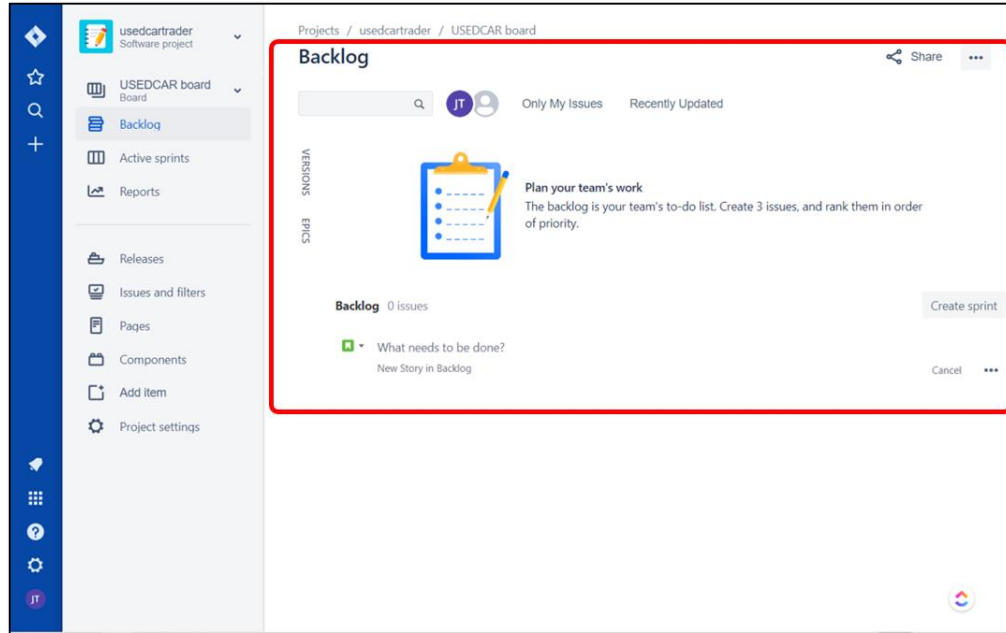 usedcartrader
Software project
USEDCAR board
Board
Backlog
Active sprints
Reports
Releases
Issues and filters
Pages
Components
Add item
Project settings
JT
Projects / usedcartrader / USEDCAR board
Backlog
Share
JT
Only My Issues
Recently Updated
VERSIONS
EPICS
Plan your team's work
The backlog is your team's to-do list. Create 3 issues, and rank them in order
of priority.
Backlog 0 issues
Create sprint
What needs to be done?
New Story in Backlog
Cancel